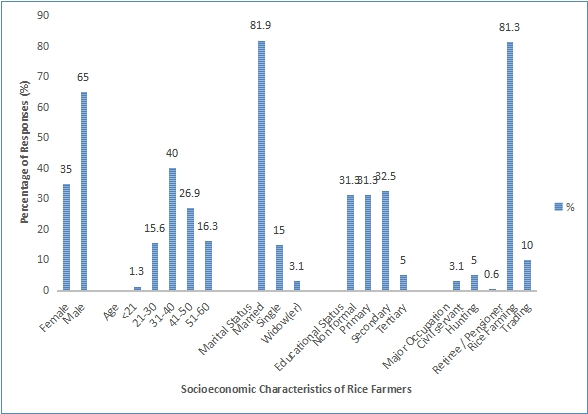 90
80
70
60
50
40
30
20
10
0
Percentage of Responses (%)
35
65
1.3
15.6
40
26.9
16.3
81.9
15
3.1
31.3
31.3
32.5
5
3.1
5
0.6
81.3
10
Female
Male
Age
<21
21-30
31-40
41-50
51-60
Marital Status
Married
Single
Widow(er)
Educational Status
Non formal
Primary
Secondary
Tertiary
Major Occupation
Civil servant
Hunting
Retiree / Pensioner
Rice Farming
Trading
%
Socioeconomic Characteristics of Rice Farmers